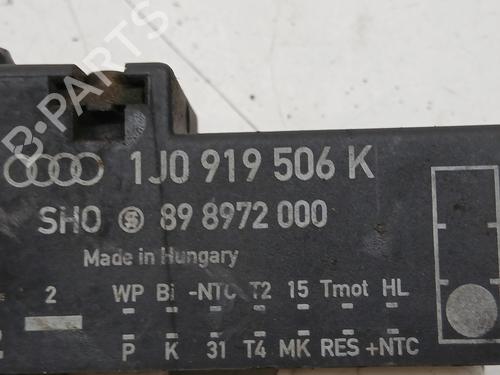 B-PARTS
1J0 919 506 K
SHO 89 8972 000
Made in Hungary
2 WP Bi -NTC T2 15 Tmot HL
P K 31 T4 MK RES +NTC
B-PARTS